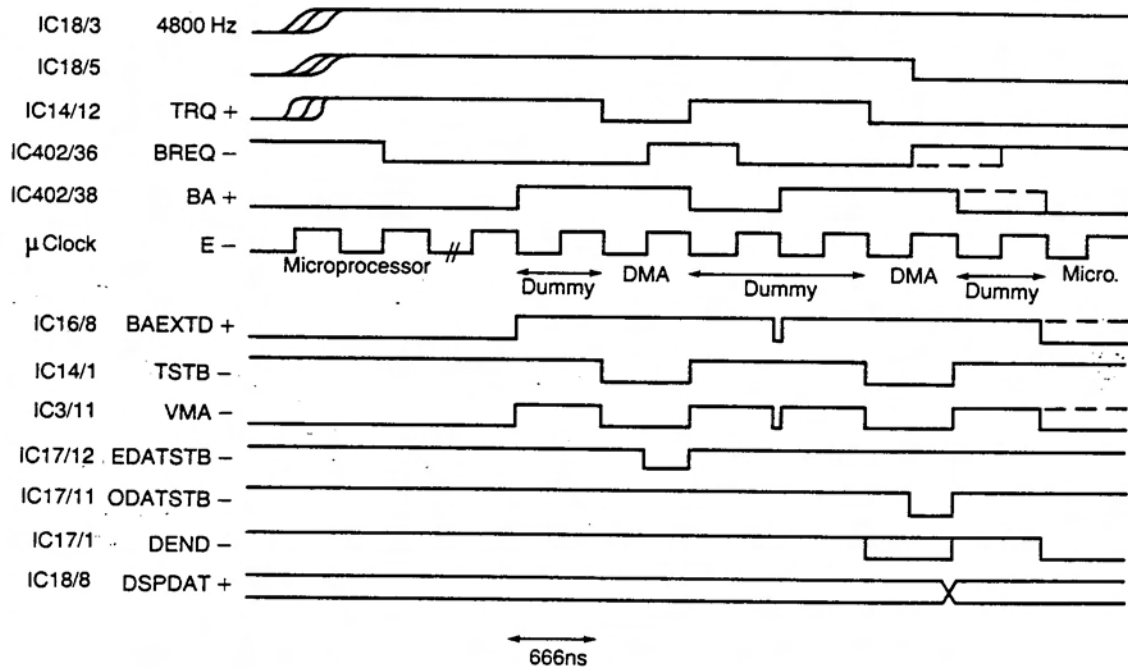 IC18/3 4800 Hz
IC18/5
IC14/12 TRQ +
IC402/36 BREQ −
IC402/38 BA +
μ Clock E −
Microprocessor // DMA DMA Micro.
Dummy Dummy Dummy
IC16/8 BAEXTD +
IC14/1 TSTB −
IC3/11 VMA −
IC17/12 EDATSTB −
IC17/11 ODATSTB −
IC17/1 DEND −
IC18/8 DSPDAT +
666ns